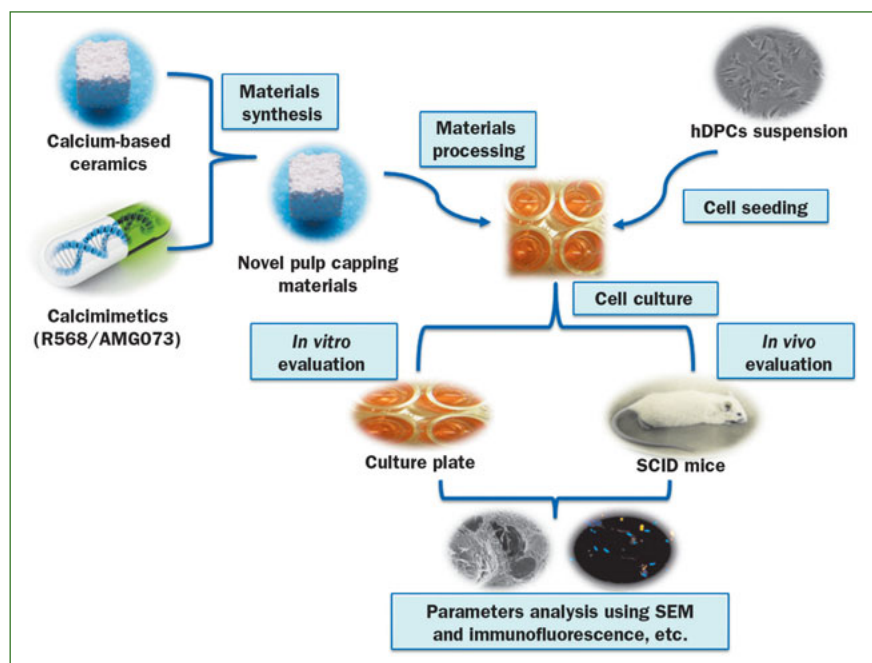 Calcium-based
ceramics
Materials
synthesis
Calcimimetics
(R568/AMG073)
Novel pulp capping
materials
Materials
processing
hDPCs suspension
Cell seeding
Cell culture
In vitro
evaluation
In vivo
evaluation
Culture plate
SCID mice
Parameters analysis using SEM
and immunofluorescence, etc.